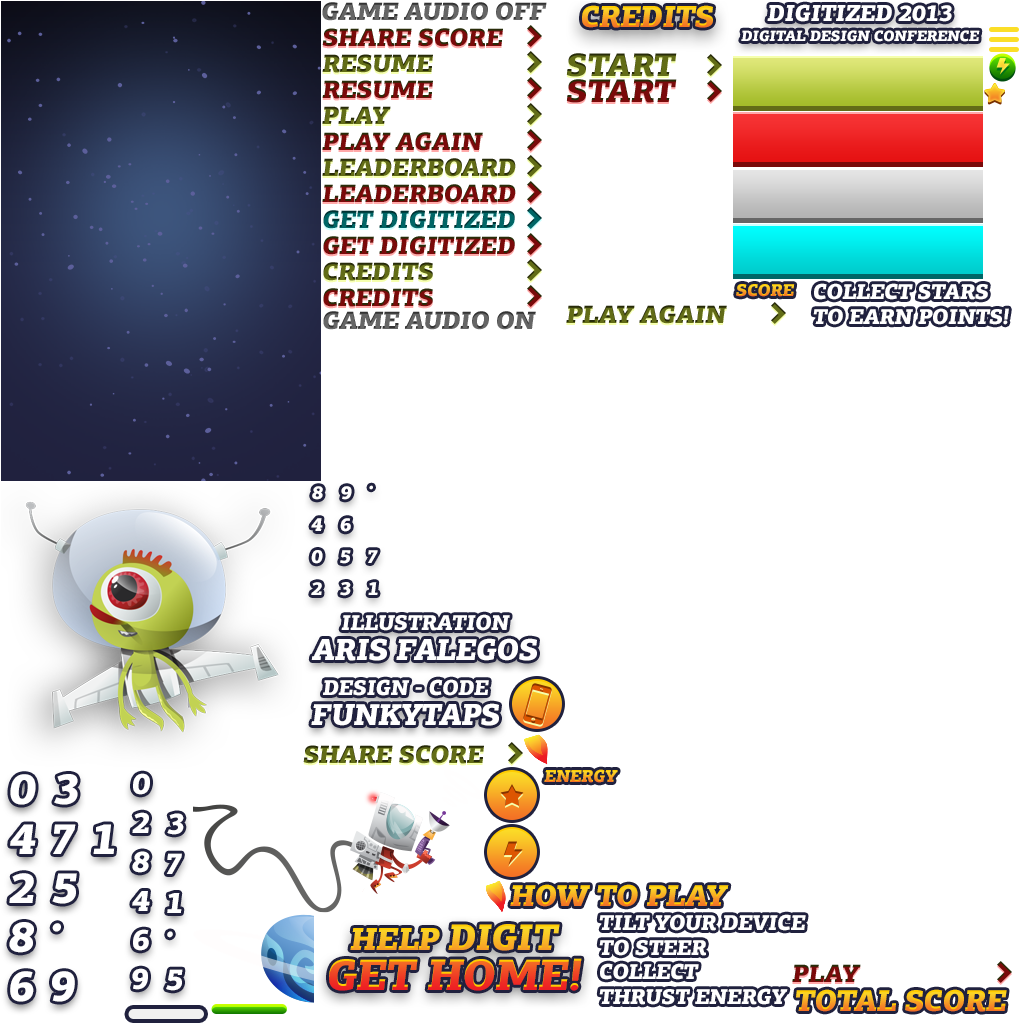 GAME AUDIO OFF
SHARE SCORE
RESUME
RESUME
PLAY
PLAY AGAIN
LEADERBOARD
LEADERBOARD
GET DIGITIZED
GET DIGITIZED
CREDITS
CREDITS
GAME AUDIO ON
CREDITS
START
START
PLAY AGAIN
DIGITIZED 2013
DIGITAL DESIGN CONFERENCE
SCORE
COLLECT STARS
TO EARN POINTS!
8 9 °
4 6
0 5 7
2 3 1
ILLUSTRATION
ARIS FALEGOS
DESIGN - CODE
FUNKYTAPS
SHARE SCORE
ENERGY
0 3
4 7 1
2 5
8 °
6 9
0
2 3
8 7
4 1
6 °
9 5
HOW TO PLAY
HELP DIGIT
GET HOME!
TILT YOUR DEVICE
TO STEER
COLLECT
THRUST ENERGY
PLAY
TOTAL SCORE